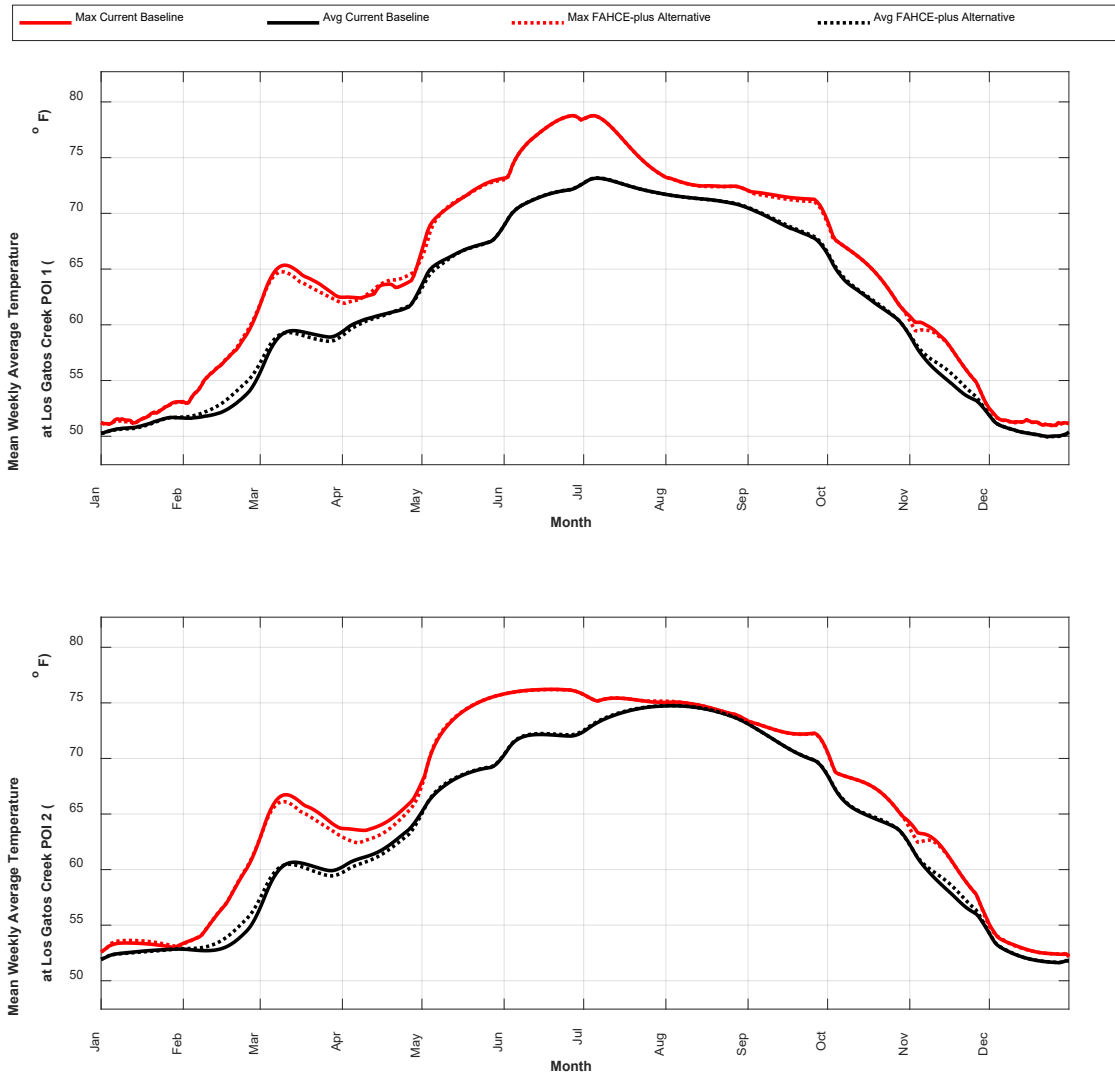 Max Current Baseline Avg Current Baseline Max FAHCE-plus Alternative Avg FAHCE-plus Alternative
Mean Weekly Average Temperature
at Los Gatos Creek POI 1 ( o F)
80
75
70
65
60
55
50
Jan Feb Mar Apr May Jun Jul Aug Sep Oct Nov Dec
Month
Mean Weekly Average Temperature
at Los Gatos Creek POI 2 ( o F)
80
75
70
65
60
55
50
Jan Feb Mar Apr May Jun Jul Aug Sep Oct Nov Dec
Month